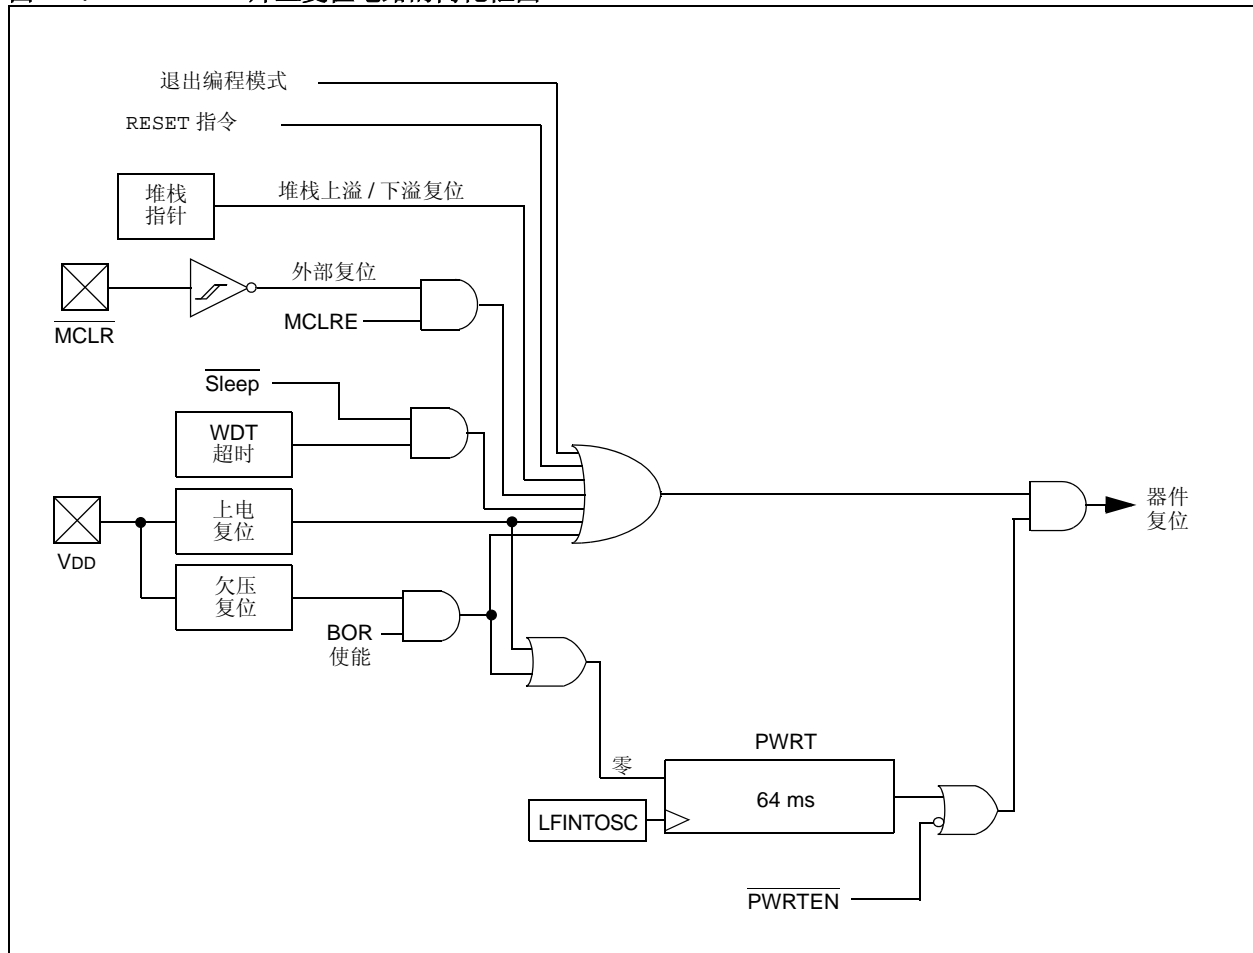 退出编程模式
RESET 指令
堆栈
指针
堆栈上溢 / 下溢复位
外部复位
MCLR
MCLRE
Sleep
WDT
超时
上电
复位
VDD
欠压
复位
BOR
使能
器件
复位
零
PWRT
64 ms
LFINTOSC
PWRTEN